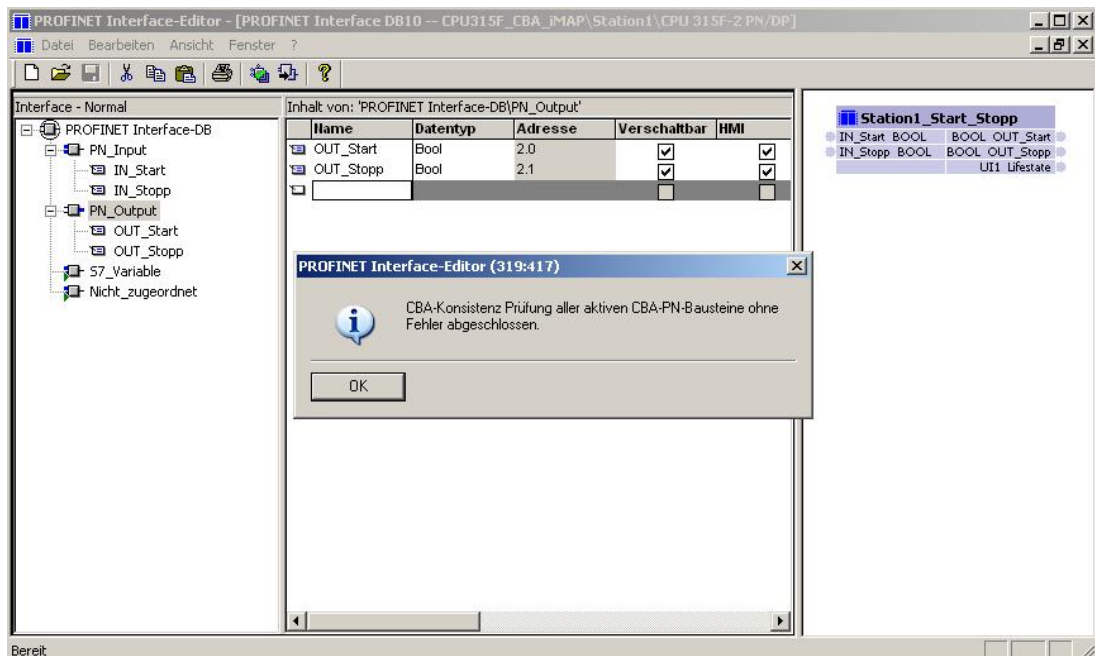 PROFINET Interface-Editor - [PROFINET Interface DB10 -- CPU315F_CBA_iMAP\Station1\CPU 315F-2 PN/DP]
Datei Bearbeiten Ansicht Fenster ?
Interface - Normal
PROFINET Interface-DB
PN_Input
IN_Start
IN_Stopp
PN_Output
OUT_Start
OUT_Stopp
S7_Variable
Nicht_zugeordnet
Inhalt von: 'PROFINET Interface-DB\PN_Output'
Name Datentyp Adresse Verschaltbar HMI
OUT_Start Bool 2.0
OUT_Stopp Bool 2.1
Station1_Start_Stopp
IN_Start BOOL BOOL OUT_Start
IN_Stopp BOOL BOOL OUT_Stopp
UI1 Lifestate
PROFINET Interface-Editor (319:417)
CBA-Konsistenz Prüfung aller aktiven CBA-PN-Bausteine ohne
Fehler abgeschlossen.
OK
Bereit